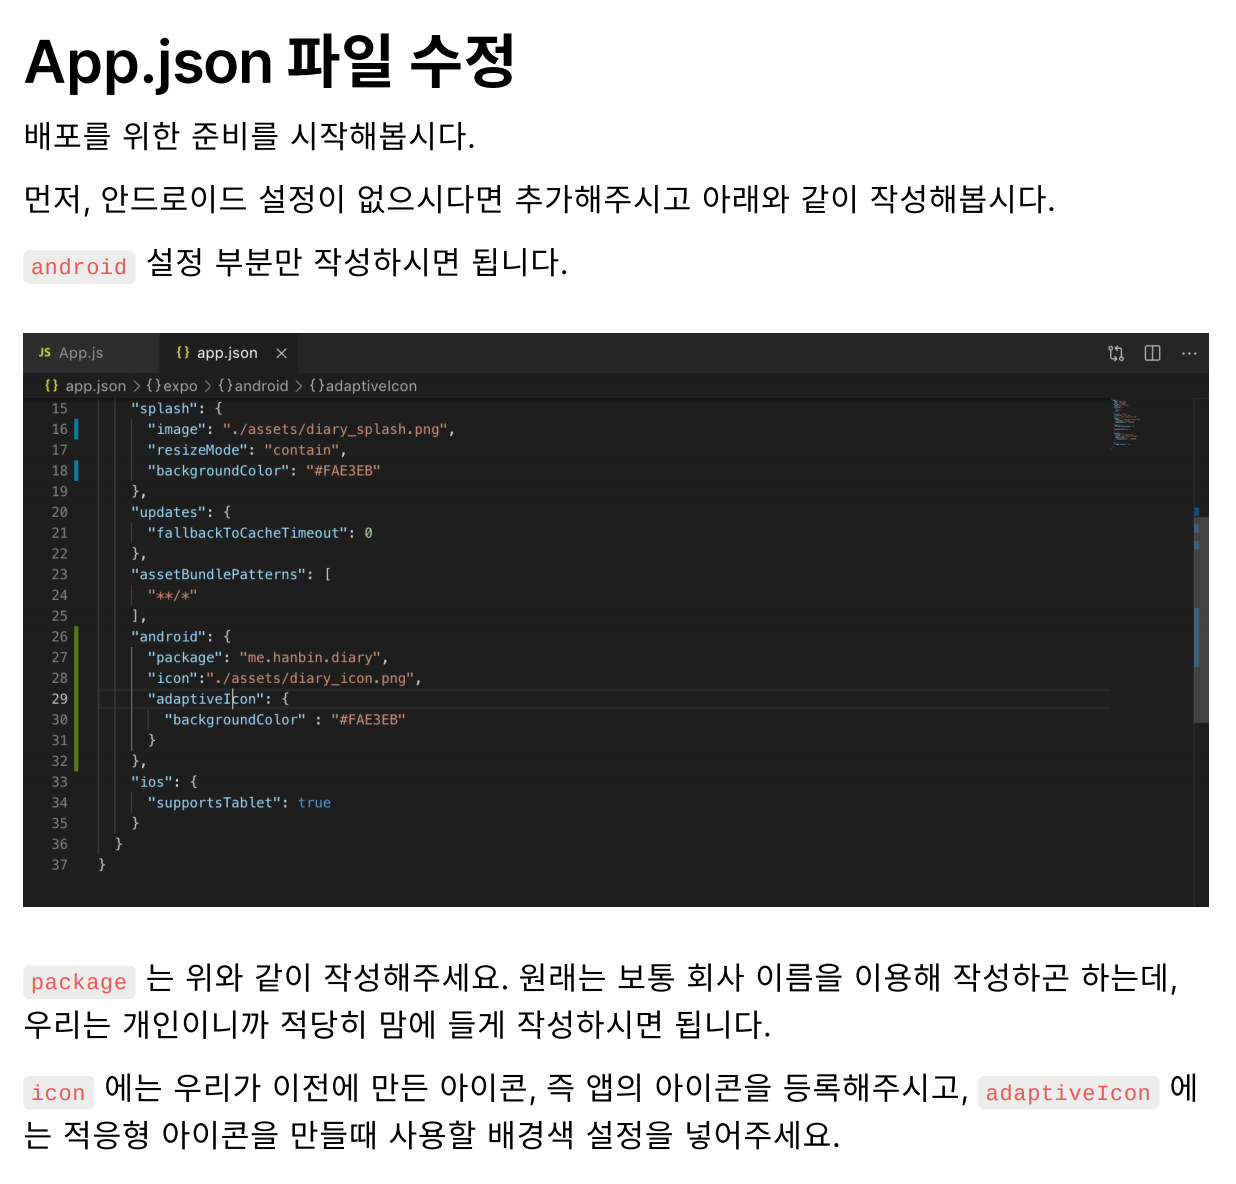 App.json 파일 수정
배포를 위한 준비를 시작해봅시다.
먼저, 안드로이드 설정이 없으시다면 추가해주시고 아래와 같이 작성해봅시다.
android 설정 부분만 작성하시면 됩니다.
JS App.js {} app.json ×
{} app.json > {} expo > {} android > {} adaptiveIcon
15 "splash": {
16 "image": "./assets/diary_splash.png",
17 "resizeMode": "contain",
18 "backgroundColor": "#FAE3EB"
19 },
20 "updates": {
21 "fallbackToCacheTimeout": 0
22 },
23 "assetBundlePatterns": [
24 "**/*"
25 ],
26 "android": {
27 "package": "me.hanbin.diary",
28 "icon":"./assets/diary_icon.png",
29 "adaptiveIcon": {
30 "backgroundColor" : "#FAE3EB"
31 }
32 },
33 "ios": {
34 "supportsTablet": true
35 }
36 }
37 }
package 는 위와 같이 작성해주세요. 원래는 보통 회사 이름을 이용해 작성하곤 하는데,
우리는 개인이니까 적당히 맘에 들게 작성하시면 됩니다.
icon 에는 우리가 이전에 만든 아이콘, 즉 앱의 아이콘을 등록해주시고, adaptiveIcon 에
는 적응형 아이콘을 만들때 사용할 배경색 설정을 넣어주세요.